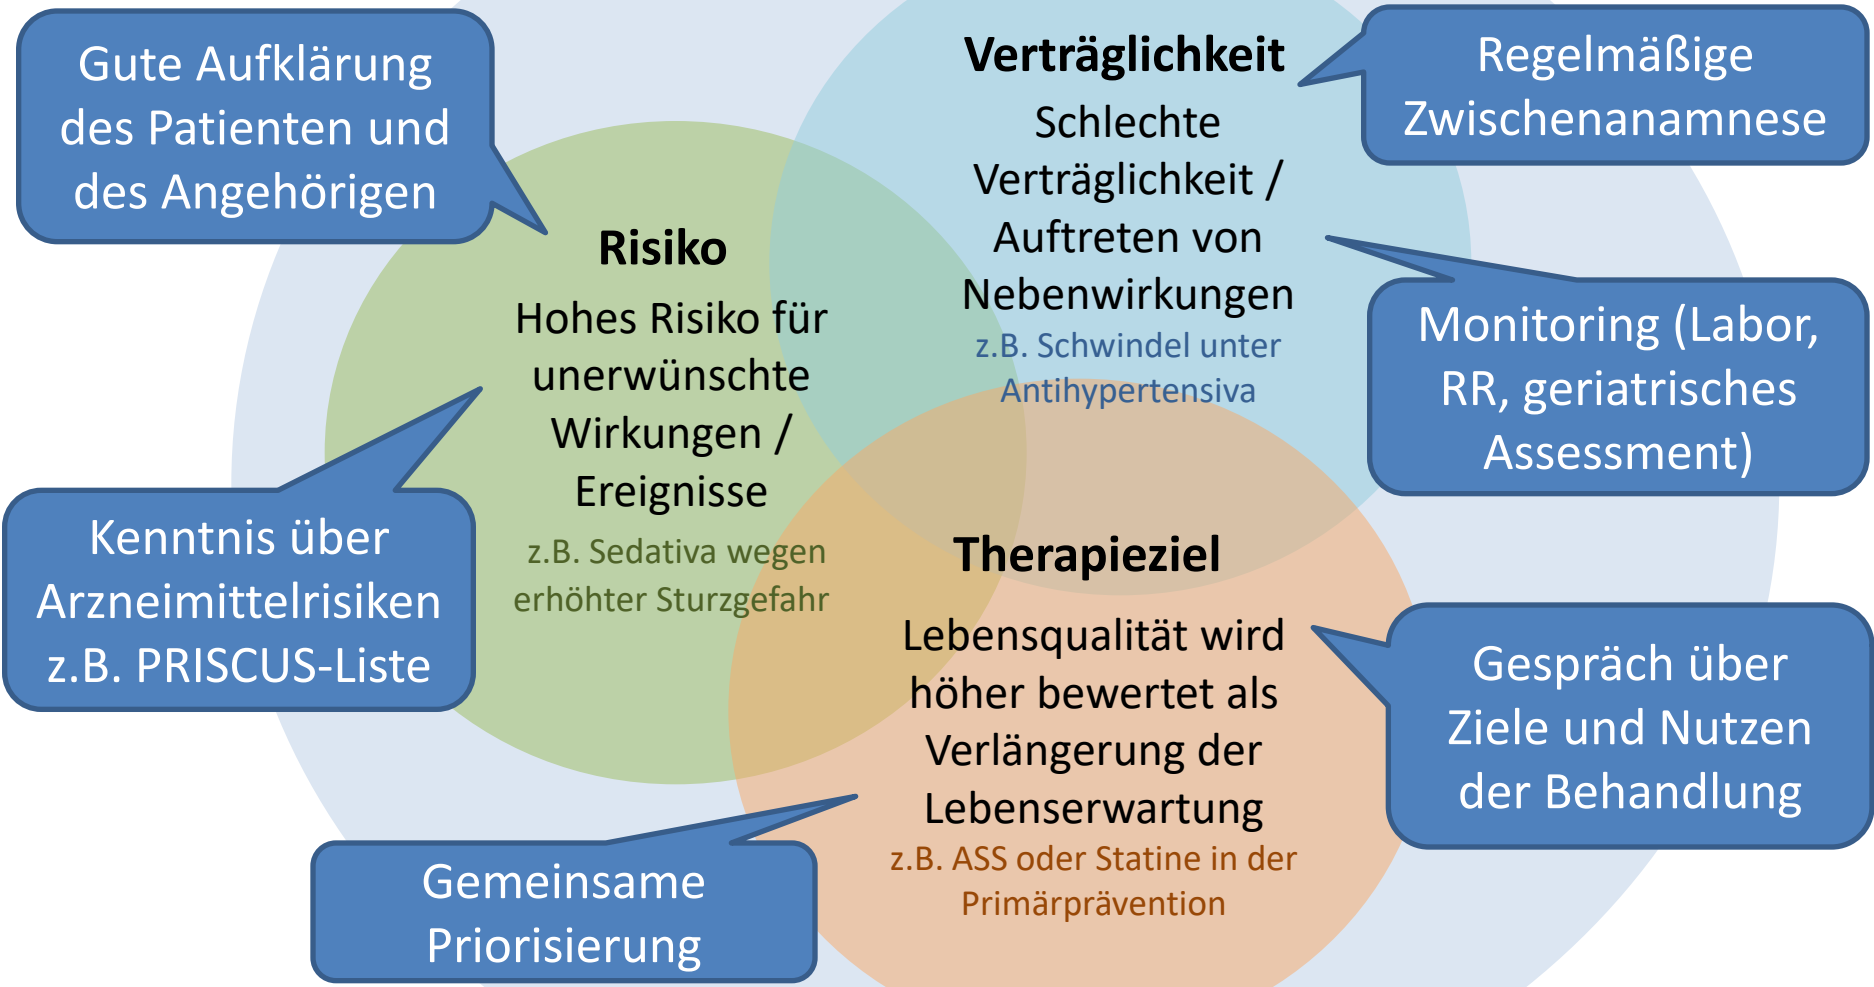 Gute Aufklärung
des Patienten und
des Angehörigen
Verträglichkeit
Schlechte
Verträglichkeit /
Auftreten von
Nebenwirkungen
z.B. Schwindel unter
Antihypertensiva
Regelmäßige
Zwischenanamnese
Risiko
Hohes Risiko für
unerwünschte
Wirkungen /
Ereignisse
z.B. Sedativa wegen
erhöhter Sturzgefahr
Monitoring (Labor,
RR, geriatrisches
Assessment)
Kenntnis über
Arzneimittelrisiken
z.B. PRISCUS-Liste
Therapieziel
Lebensqualität wird
höher bewertet als
Verlängerung der
Lebenserwartung
z.B. ASS oder Statine in der
Primärprävention
Gespräch über
Ziele und Nutzen
der Behandlung
Gemeinsame
Priorisierung